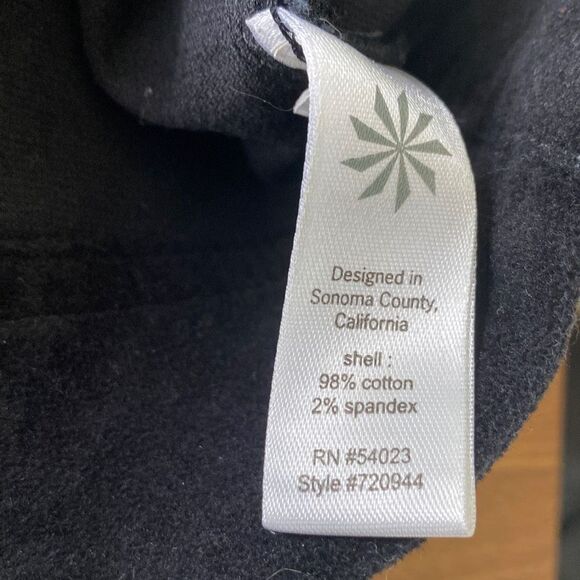 Designed in
Sonoma County,
California
shell :
98% cotton
2% spandex
RN #54023
Style #720944